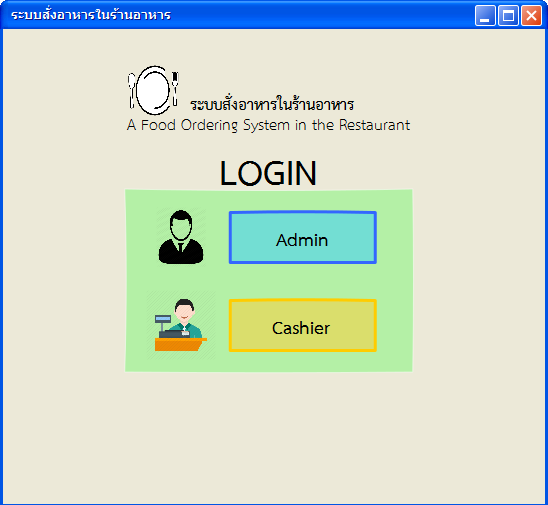 ระบบสั่งอาหารในร้านอาหาร
ระบบสั่งอาหารในร้านอาหาร
A Food Ordering System in the Restaurant
LOGIN
Admin
Cashier